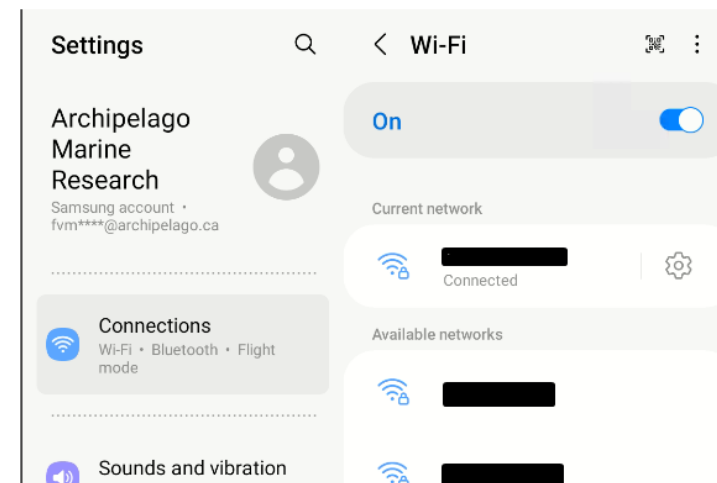 Settings
Archipelago
Marine
Research
Samsung account •
fvm****@archipelago.ca
Connections
Wi-Fi • Bluetooth • Flight
mode
Sounds and vibration
Wi-Fi
On
Current network
Connected
Available networks